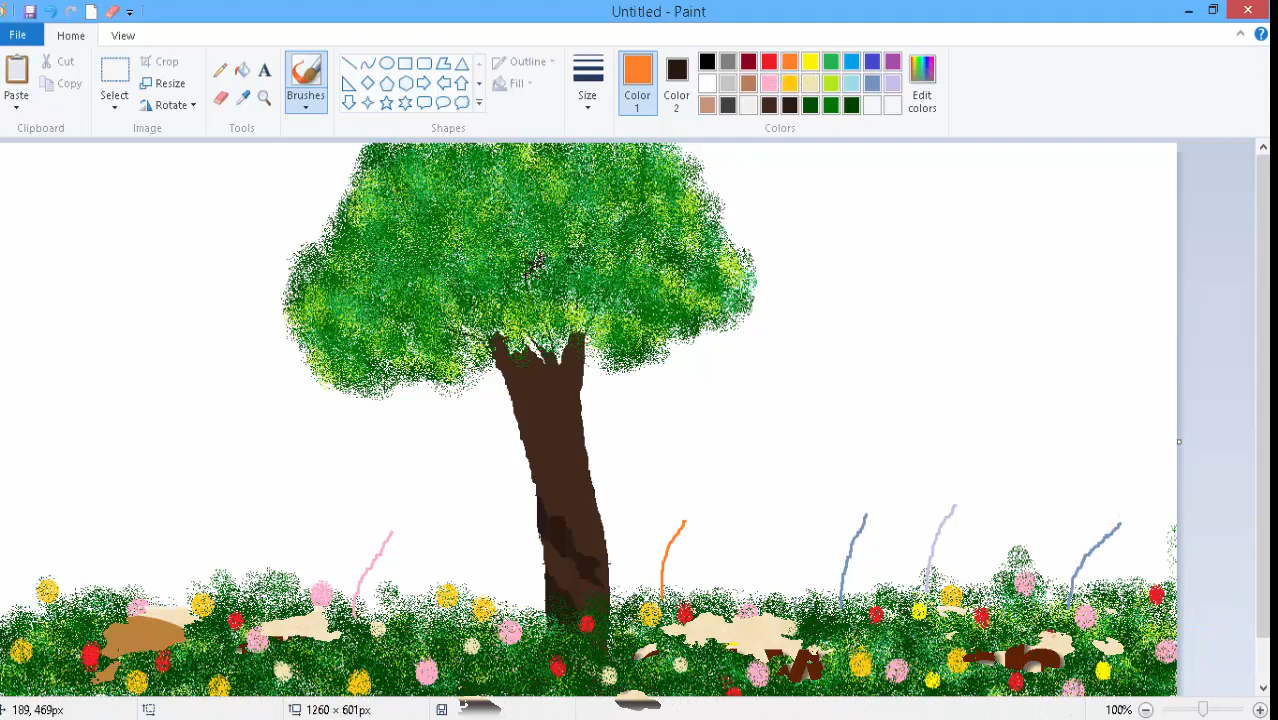 Untitled - Paint
File Home View
Paste
Cut
Copy
Clipboard
Select
Crop
Resize
Rotate
Image
A
Tools
Brushes
Outline
Fill
Shapes
Size
Color 1
Color 2
Edit colors
Colors
189, 469px
1260 × 601px
100%